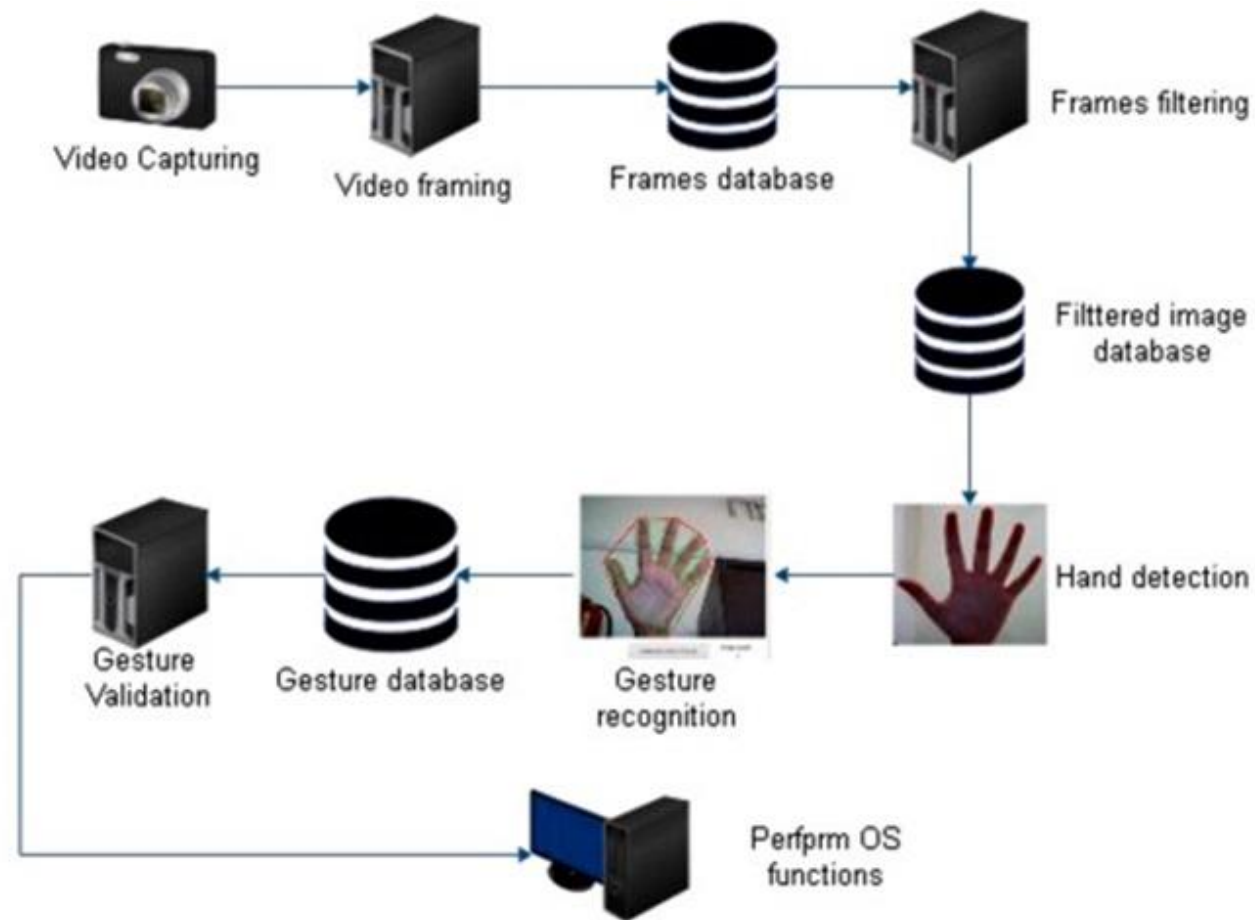 Video Capturing
Video framing
Frames database
Frames filtering
Filttered image
database
Hand detection
Gesture
recognition
Gesture database
Gesture
Validation
Perfprm OS
functions